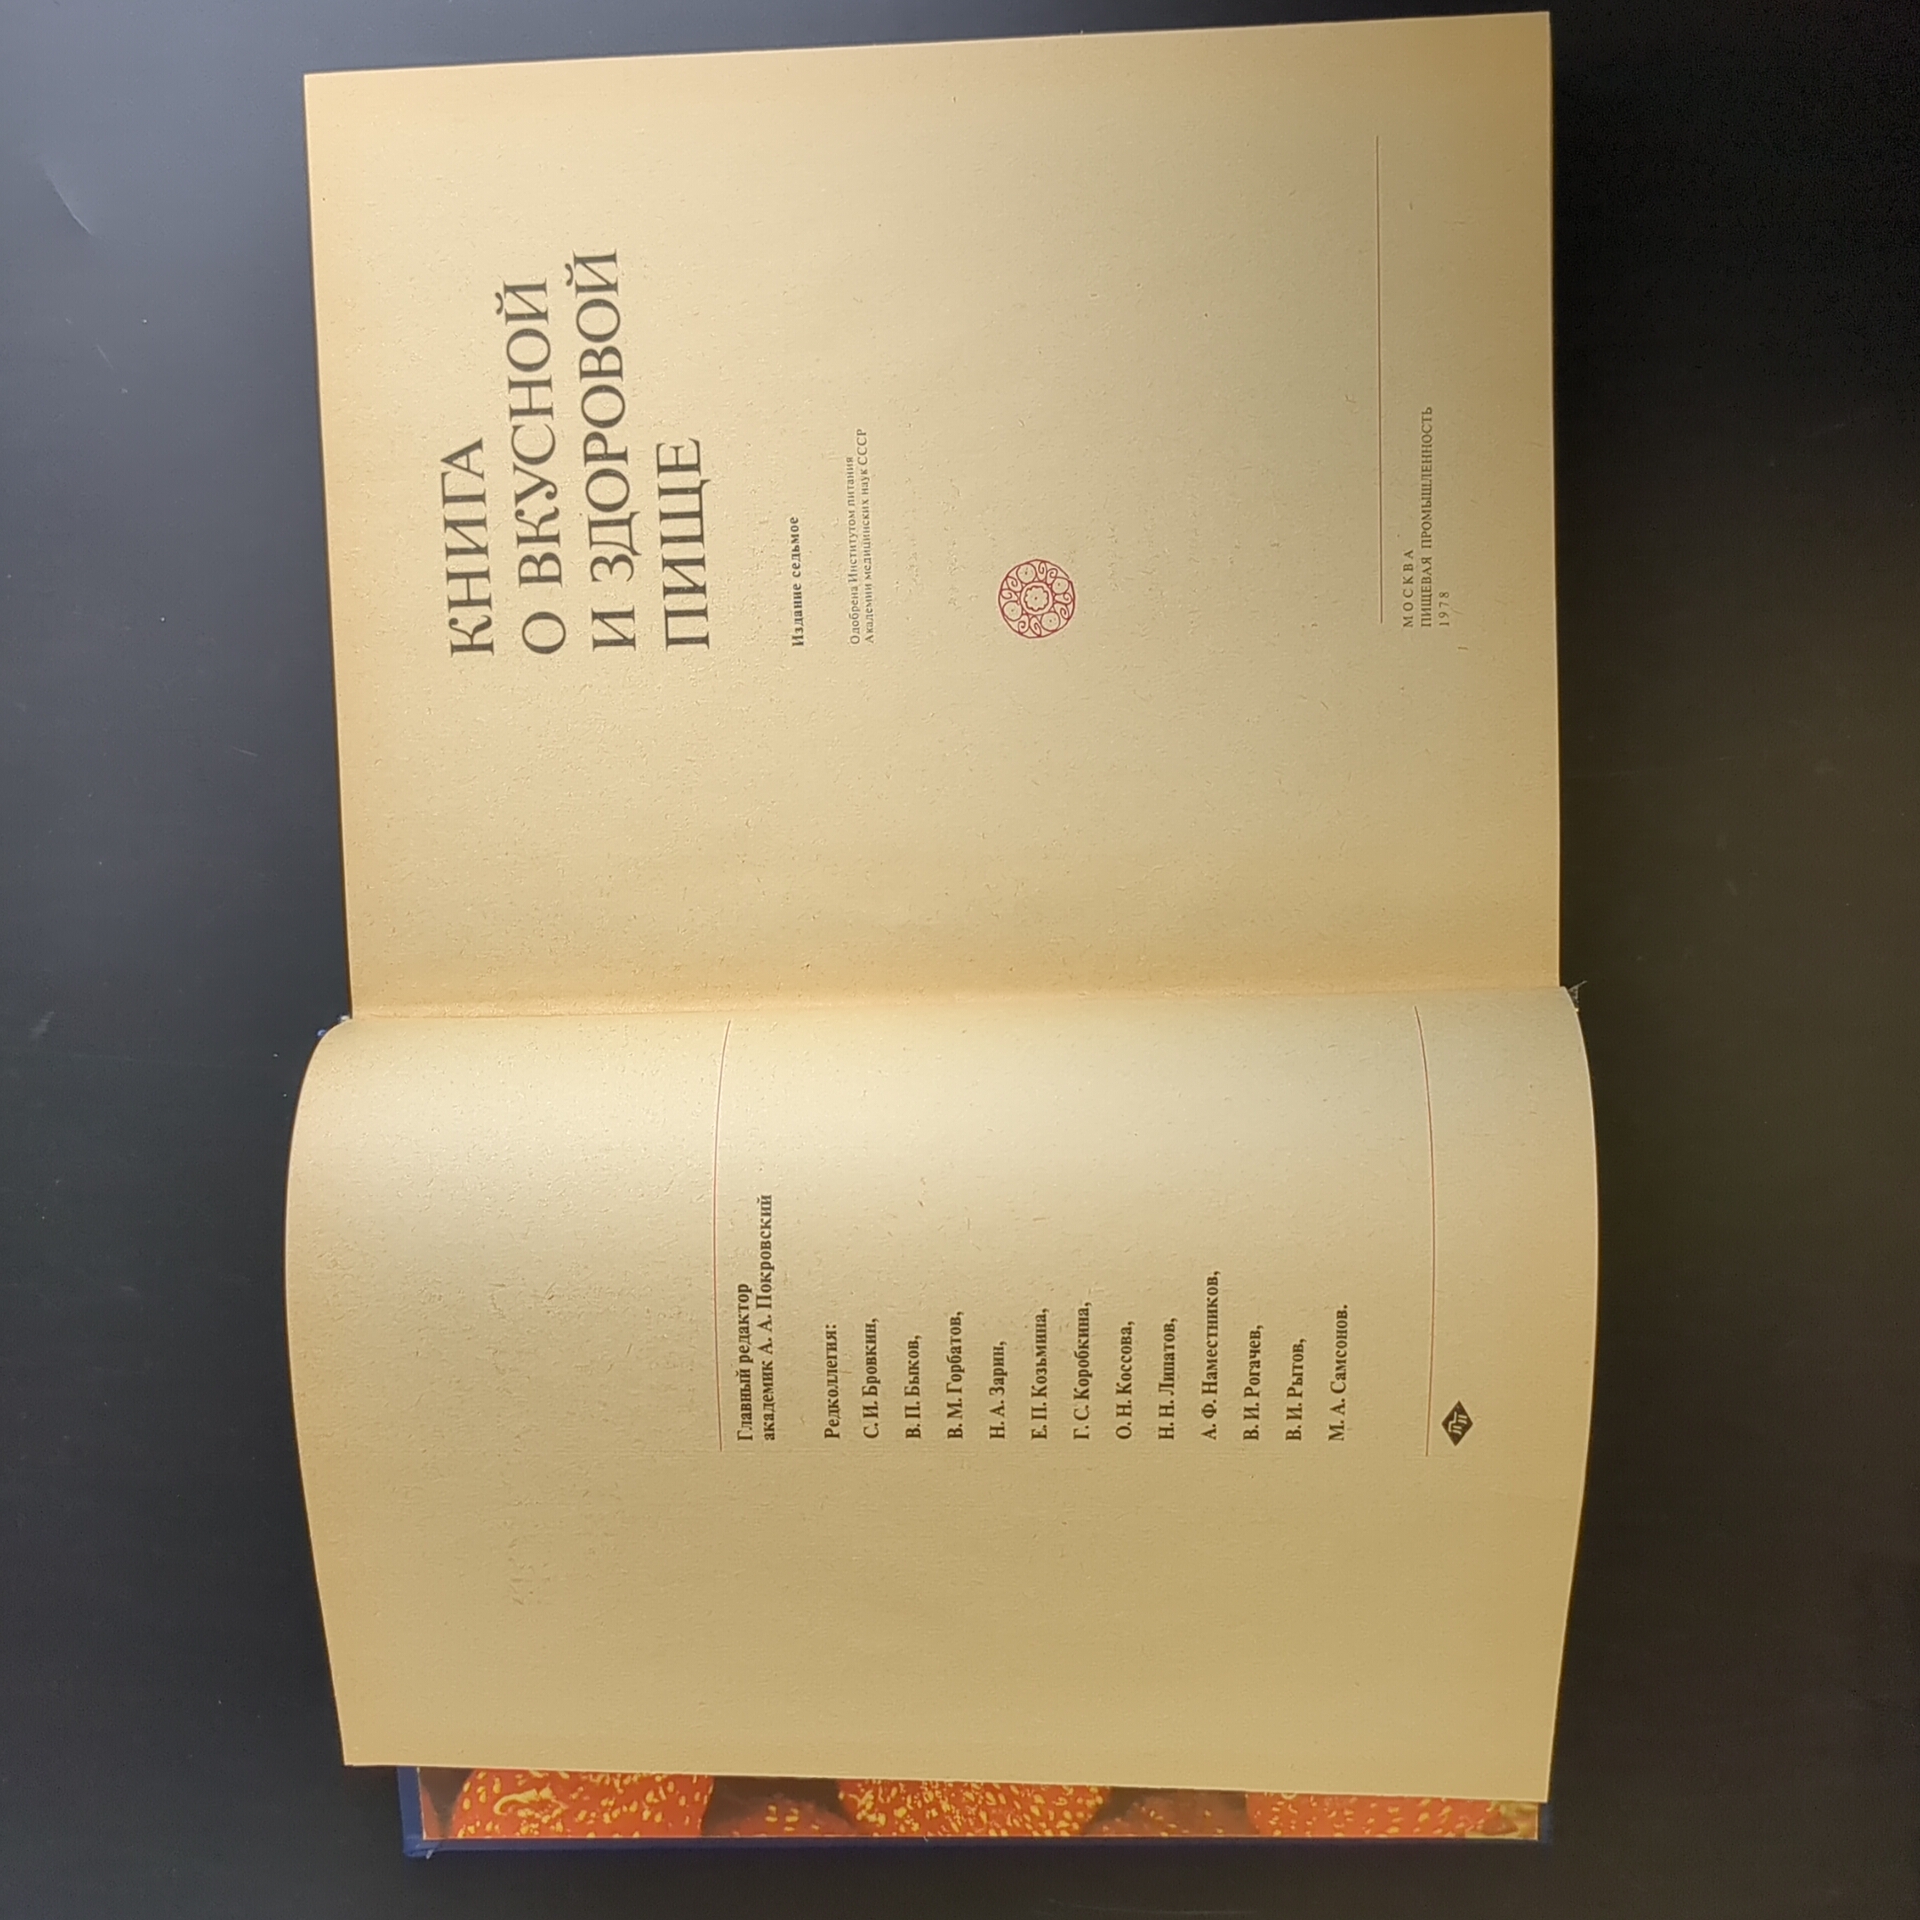 Главный редактор
академик А. А. Покровский
Редколлегия:
С. И. Бровкин,
В. П. Быков,
В. М. Горбатов,
Н. А. Зарин,
Е. П. Козьмина,
Г. С. Коробкина,
О. Н. Коссова,
Н. Н. Липатов,
А. Ф. Наместников,
В. И. Рогачев,
В. И. Рытов,
М. А. Самсонов.
КНИГА
О ВКУСНОЙ
И ЗДОРОВОЙ
ПИЩЕ
Издание седьмое
Одобрена Институтом питания
Академии медицинских наук СССР
МОСКВА
ПИЩЕВАЯ ПРОМЫШЛЕННОСТЬ
1978